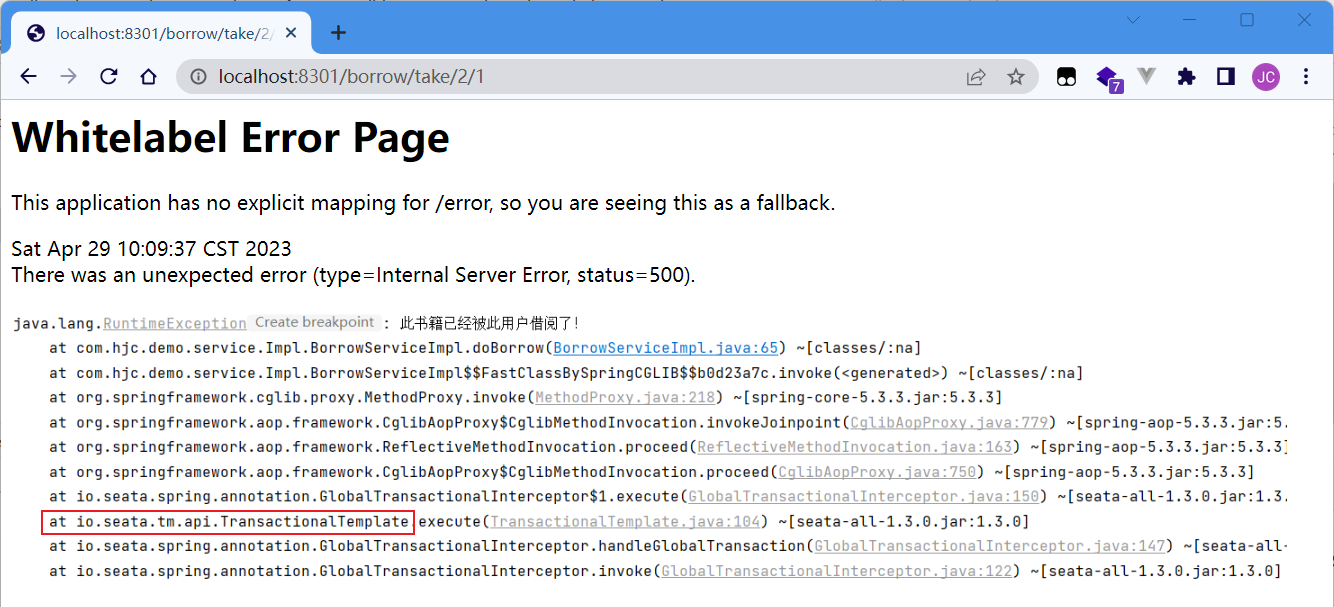 localhost:8301/borrow/take/2/
localhost:8301/borrow/take/2/1
7
JC
Whitelabel Error Page
This application has no explicit mapping for /error, so you are seeing this as a fallback.
Sat Apr 29 10:09:37 CST 2023
There was an unexpected error (type=Internal Server Error, status=500).
java.lang.RuntimeException Create breakpoint : 此书籍已经被此用户借阅了!
at com.hjc.demo.service.Impl.BorrowServiceImpl.doBorrow(BorrowServiceImpl.java:65) ~[classes/:na]
at com.hjc.demo.service.Impl.BorrowServiceImpl$$FastClassBySpringCGLIB$$b0d23a7c.invoke(<generated>) ~[classes/:na]
at org.springframework.cglib.proxy.MethodProxy.invoke(MethodProxy.java:218) ~[spring-core-5.3.3.jar:5.3.3]
at org.springframework.aop.framework.CglibAopProxy$CglibMethodInvocation.invokeJoinpoint(CglibAopProxy.java:779) ~[spring-aop-5.3.3.jar:5.
at org.springframework.aop.framework.ReflectiveMethodInvocation.proceed(ReflectiveMethodInvocation.java:163) ~[spring-aop-5.3.3.jar:5.3.3]
at org.springframework.aop.framework.CglibAopProxy$CglibMethodInvocation.proceed(CglibAopProxy.java:750) ~[spring-aop-5.3.3.jar:5.3.3]
at io.seata.spring.annotation.GlobalTransactionalInterceptor$1.execute(GlobalTransactionalInterceptor.java:150) ~[seata-all-1.3.0.jar:1.3.
at io.seata.tm.api.TransactionalTemplate.execute(TransactionalTemplate.java:104) ~[seata-all-1.3.0.jar:1.3.0]
at io.seata.spring.annotation.GlobalTransactionalInterceptor.handleGlobalTransaction(GlobalTransactionalInterceptor.java:147) ~[seata-all-
at io.seata.spring.annotation.GlobalTransactionalInterceptor.invoke(GlobalTransactionalInterceptor.java:122) ~[seata-all-1.3.0.jar:1.3.0]